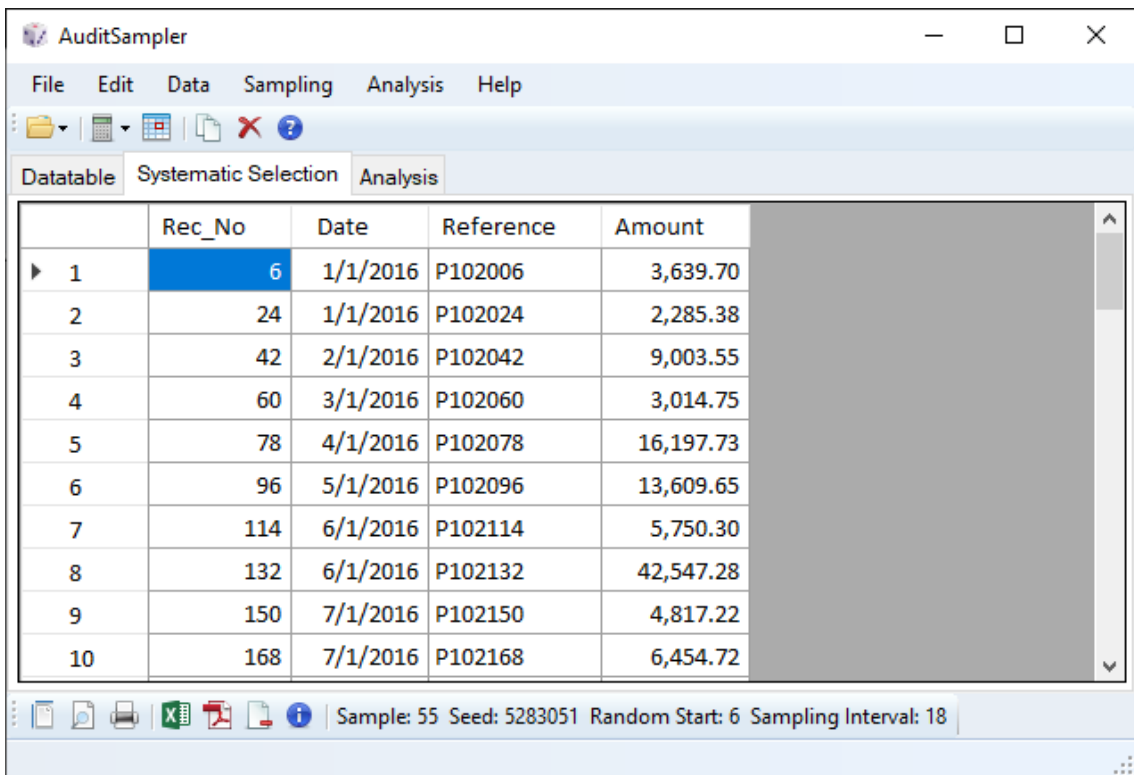 AuditSampler
File Edit Data Sampling Analysis Help
Datatable Systematic Selection Analysis
Rec_No Date Reference Amount
1 6 1/1/2016 P102006 3,639.70
2 24 1/1/2016 P102024 2,285.38
3 42 2/1/2016 P102042 9,003.55
4 60 3/1/2016 P102060 3,014.75
5 78 4/1/2016 P102078 16,197.73
6 96 5/1/2016 P102096 13,609.65
7 114 6/1/2016 P102114 5,750.30
8 132 6/1/2016 P102132 42,547.28
9 150 7/1/2016 P102150 4,817.22
10 168 7/1/2016 P102168 6,454.72
Sample: 55 Seed: 5283051 Random Start: 6 Sampling Interval: 18